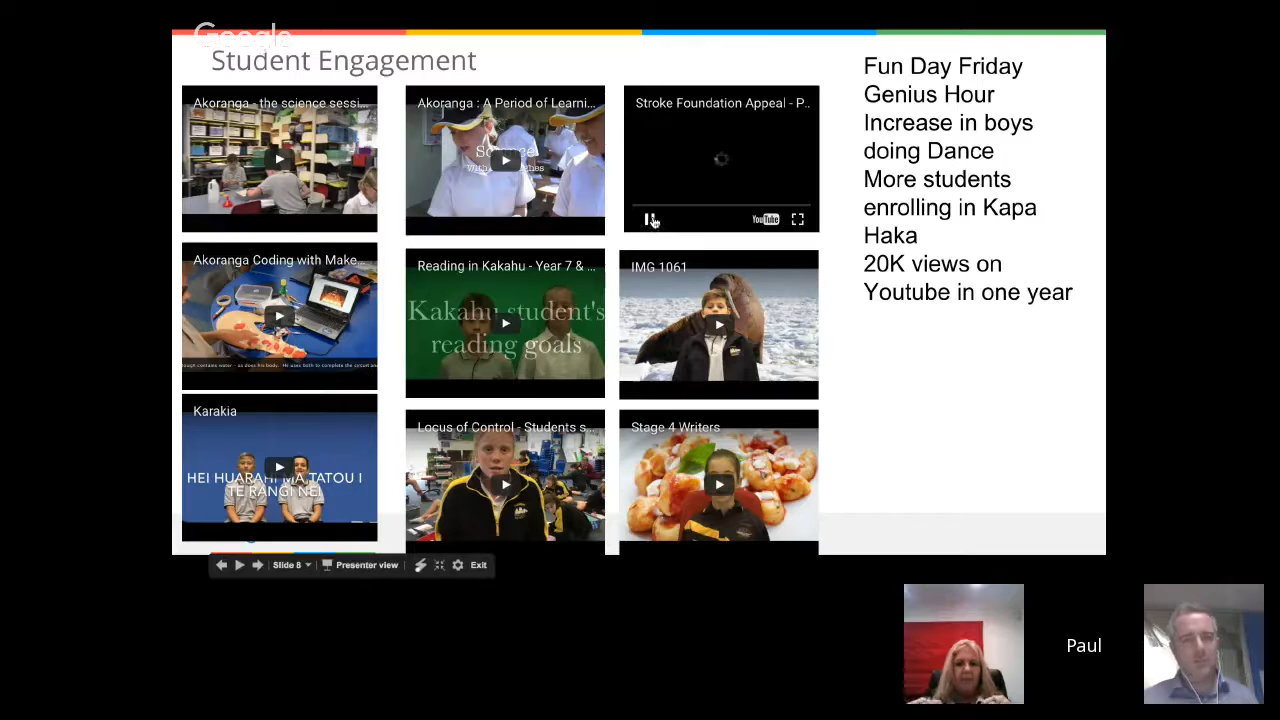 Google
Student Engagement
Akoranga - the science sessi...
Akoranga : A Period of Learni...
Science
Stroke Foundation Appeal - P..
YouTube
Akoranga Coding with Make...
Reading in Kakahu - Year 7 & ...
Kakahu student's
reading goals
IMG 1061
Karakia
HEI HUARAHI MA TATOU I
TE RANGI NEI
Locus of Control - Students s...
Stage 4 Writers
Fun Day Friday
Genius Hour
Increase in boys
doing Dance
More students
enrolling in Kapa
Haka
20K views on
Youtube in one year
Slide 8
Presenter view
Exit
Paul